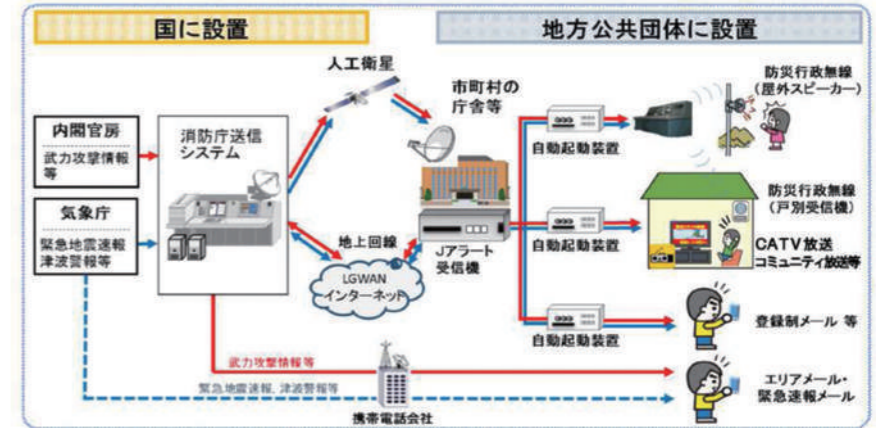 国に設置
地方公共団体に設置
人工衛星
市町村の
庁舎等
防災行政無線
(屋外スピーカー)
内閣官房
武力攻撃情報
等
消防庁送信
システム
自動起動装置
気象庁
緊急地震速報
津波警報等
防災行政無線
(戸別受信機)
地上回線
Jアラート
受信機
自動起動装置
CATV放送
コミュニティ放送等
LGWAN
インターネット
登録制メール 等
自動起動装置
武力攻撃情報等
緊急地震速報、津波警報等
エリアメール・
緊急速報メール
携帯電話会社